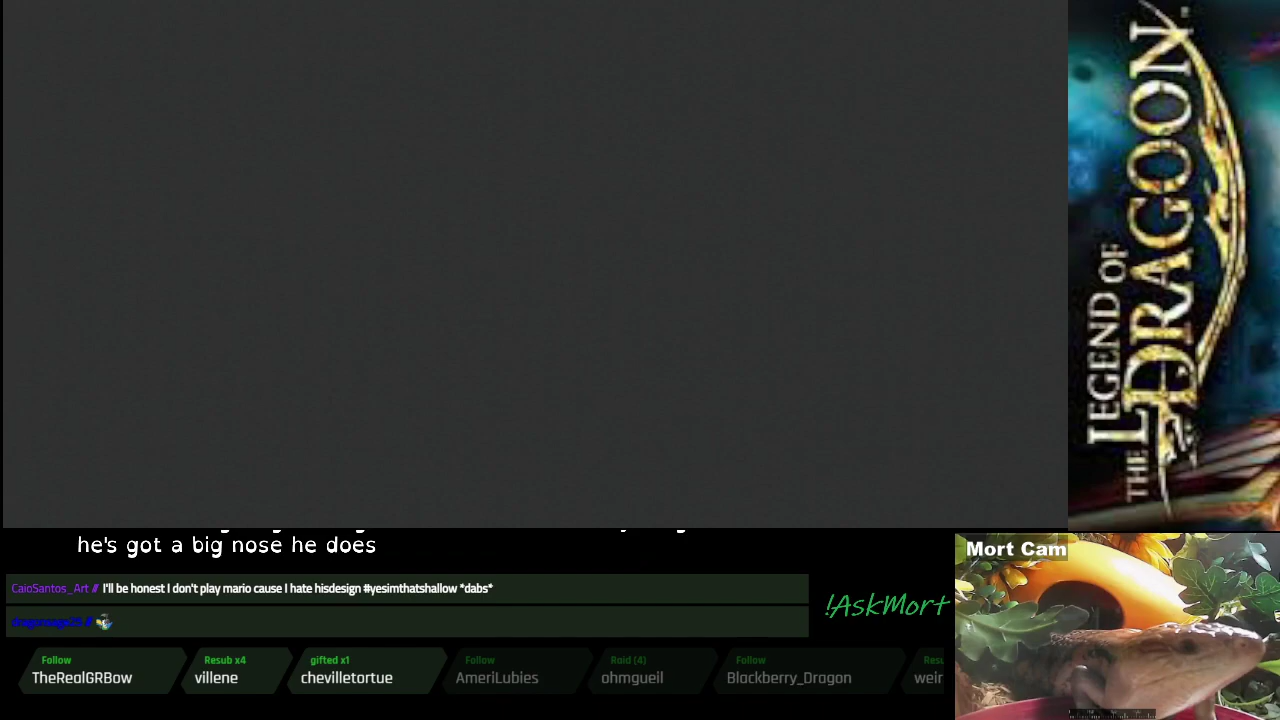 THE LEGEND OF DRAGOON
he's got a big nose he does
CaioSantos_Art // I'll be honest I don't play mario cause I hate hisdesign #yesimthatshallow *dabs*
!AskMort
Mort Cam
Follow
TheRealGRBow
Resub x4
villene
gifted x1
chevilletortue
Follow
AmeriLubies
Raid (4)
ohmgueil
Follow
Blackberry_Dragon
Resu
weir